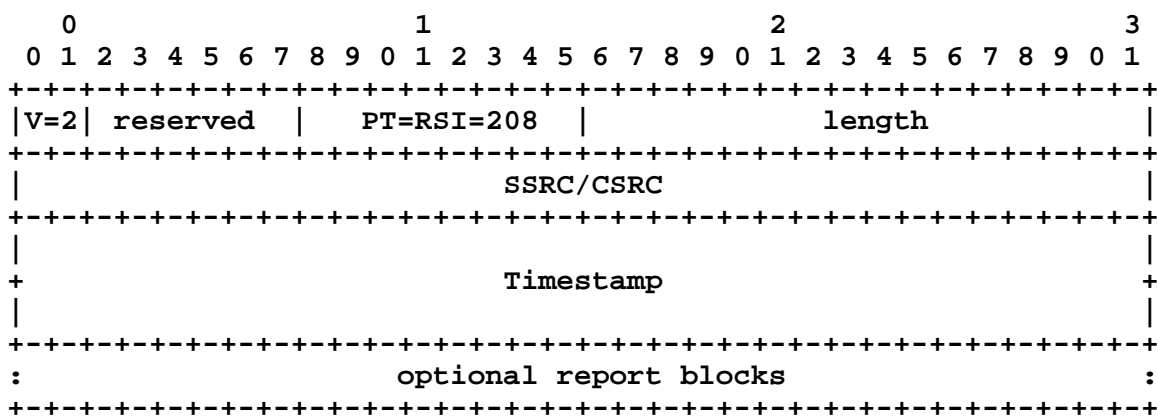 0                   1                   2                   3
 0 1 2 3 4 5 6 7 8 9 0 1 2 3 4 5 6 7 8 9 0 1 2 3 4 5 6 7 8 9 0 1
+-+-+-+-+-+-+-+-+-+-+-+-+-+-+-+-+-+-+-+-+-+-+-+-+-+-+-+-+-+-+-+-+
|V=2| reserved  |   PT=RSI=208  |             length            |
+-+-+-+-+-+-+-+-+-+-+-+-+-+-+-+-+-+-+-+-+-+-+-+-+-+-+-+-+-+-+-+-+
|                           SSRC/CSRC                           |
+-+-+-+-+-+-+-+-+-+-+-+-+-+-+-+-+-+-+-+-+-+-+-+-+-+-+-+-+-+-+-+-+
|                                                               |
+                           Timestamp                           +
|                                                               |
+-+-+-+-+-+-+-+-+-+-+-+-+-+-+-+-+-+-+-+-+-+-+-+-+-+-+-+-+-+-+-+-+
:                     optional report blocks                    :
+-+-+-+-+-+-+-+-+-+-+-+-+-+-+-+-+-+-+-+-+-+-+-+-+-+-+-+-+-+-+-+-+